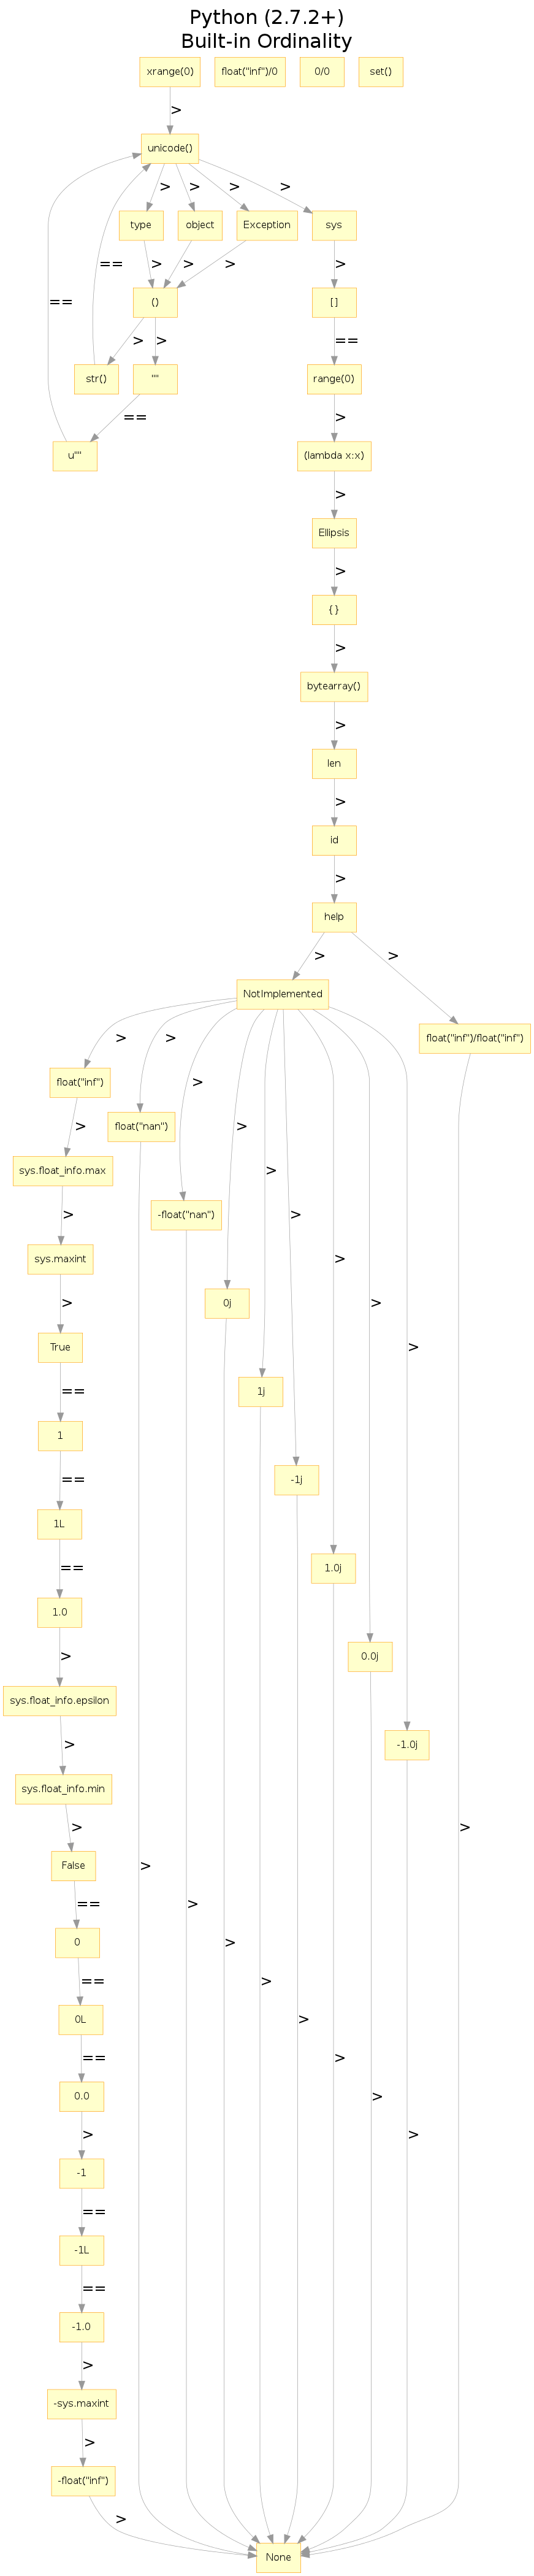 Python (2.7.2+)
Built-in Ordinality
xrange(0)
float("inf")/0
0/0
set()
>
unicode()
>
>
>
>
type
object
Exception
sys
==
>
>
>
>
==
()
[]
>
>
==
str()
""
range(0)
==
>
u""
(lambda x:x)
>
Ellipsis
>
{}
>
bytearray()
>
len
>
id
>
help
>
>
NotImplemented
float("inf")/float("inf")
>
>
float("inf")
>
float("nan")
>
>
sys.float_info.max
>
-float("nan")
>
>
sys.maxint
>
0j
>
>
True
>
==
1j
1
==
-1j
1L
==
1.0j
1.0
>
0.0j
sys.float_info.epsilon
>
-1.0j
sys.float_info.min
>
>
False
>
==
>
0
>
==
>
0L
>
==
>
0.0
>
>
>
-1
==
-1L
==
-1.0
>
-sys.maxint
>
-float("inf")
>
None